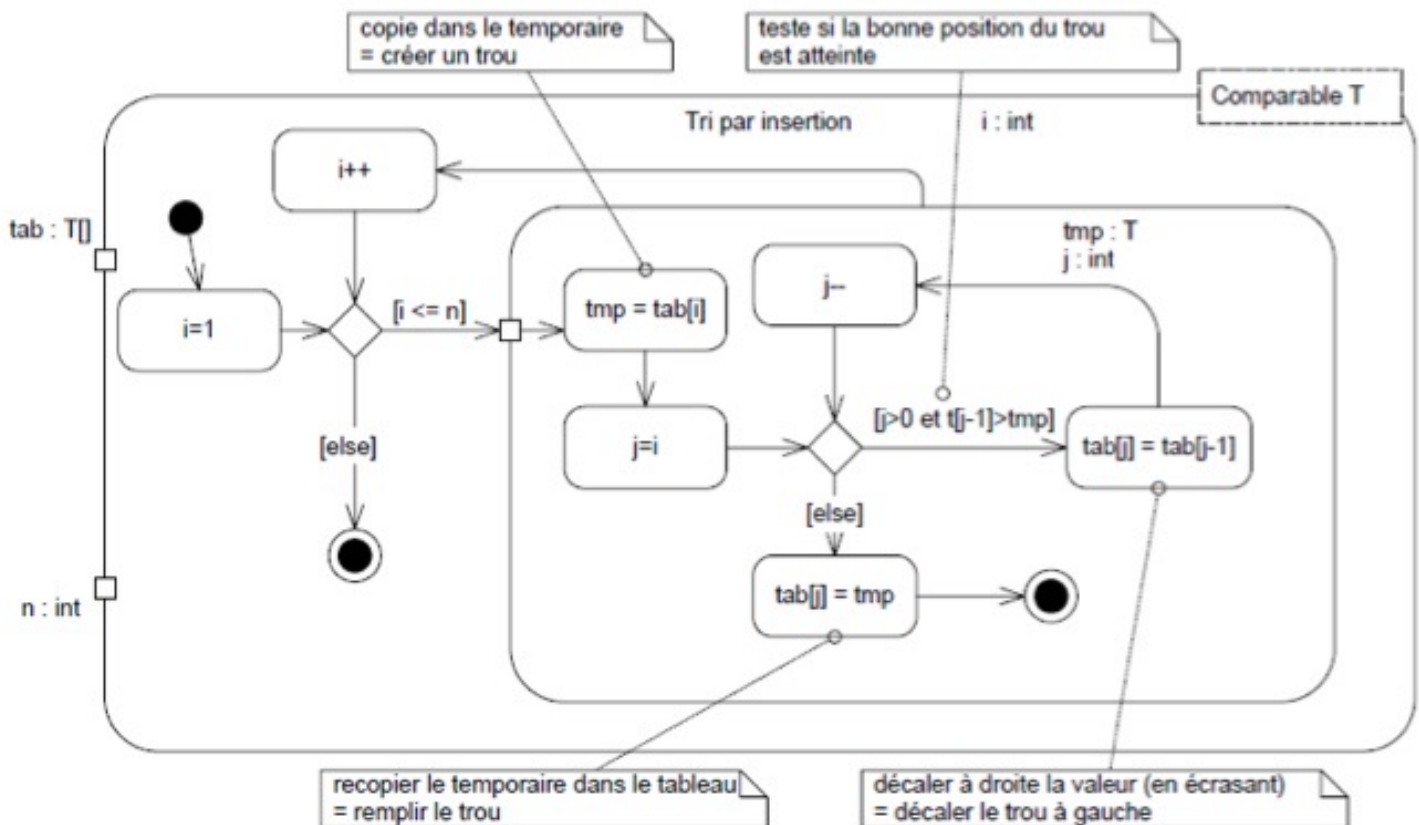 copie dans le temporaire
= créer un trou
teste si la bonne position du trou
est atteinte
Comparable T
Tri par insertion
i : int
i++
tab : T[]
tmp : T
j : int
j--
i=1
[i <= n]
tmp = tab[i]
[j>0 et t[j-1]>tmp]
[else]
j=i
tab[j] = tab[j-1]
[else]
n : int
tab[j] = tmp
recopier le temporaire dans le tableau
= remplir le trou
décaler à droite la valeur (en écrasant)
= décaler le trou à gauche